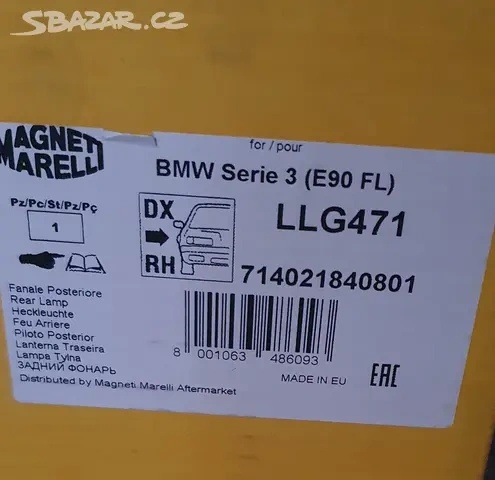 SBAZAR.CZ
MAGNETI
MARELLI
for / pour
BMW Serie 3 (E90 FL)
Pz/Pc/St/Pz/Pç
1
DX
RH
LLG471
714021840801
Fanale Posteriore
Rear Lamp
Heckleuchte
Feu Arriere
Piloto Posterior
Lanterna Traseira
Lampa Tylna
ЗАДНИЙ ФОНАРЬ
8 001063 486093
MADE IN EU
EAC
Distributed by Magneti Marelli Aftermarket